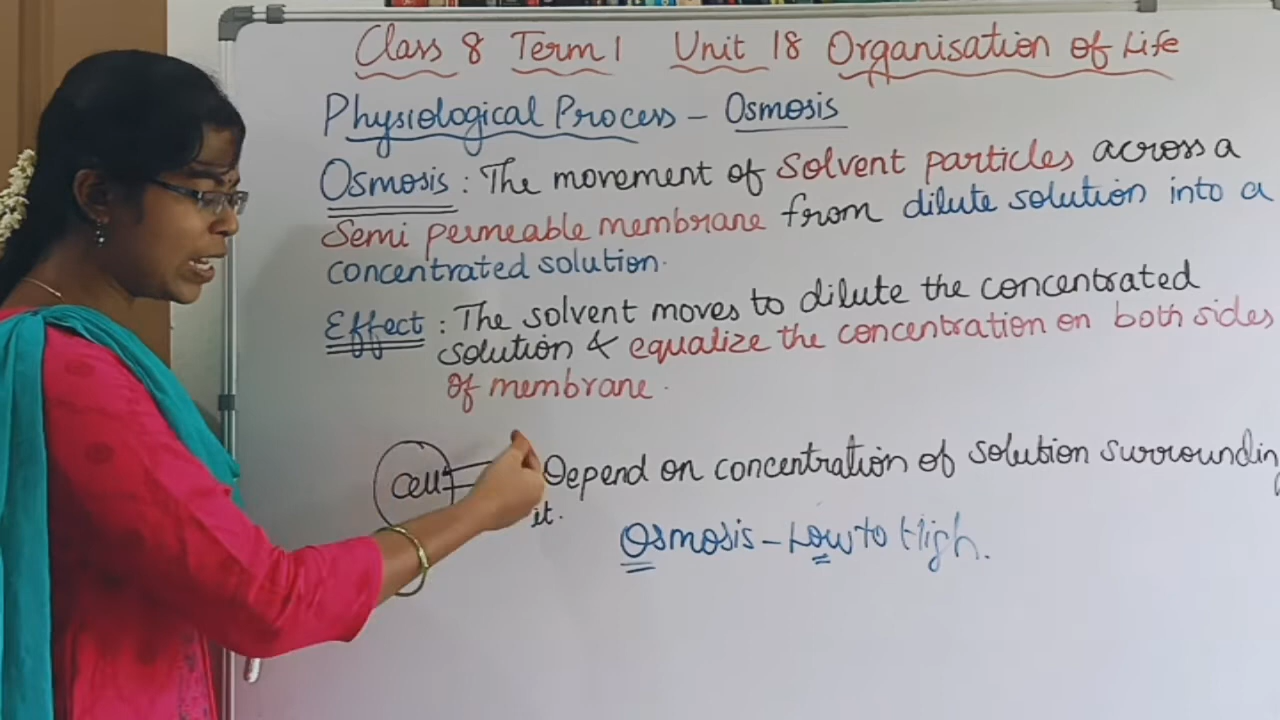 Class 8 Term 1 Unit 18 Organisation of Life
Physiological Process - Osmosis
Osmosis : The movement of Solvent particles across a
Semi permeable membrane from dilute solution into a
concentrated solution.
Effect : The solvent moves to dilute the concentrated
solution & equalize the concentration on both sides
of membrane.
Cell Depend on concentration of solution surrounding
it.
Osmosis - Low to High.